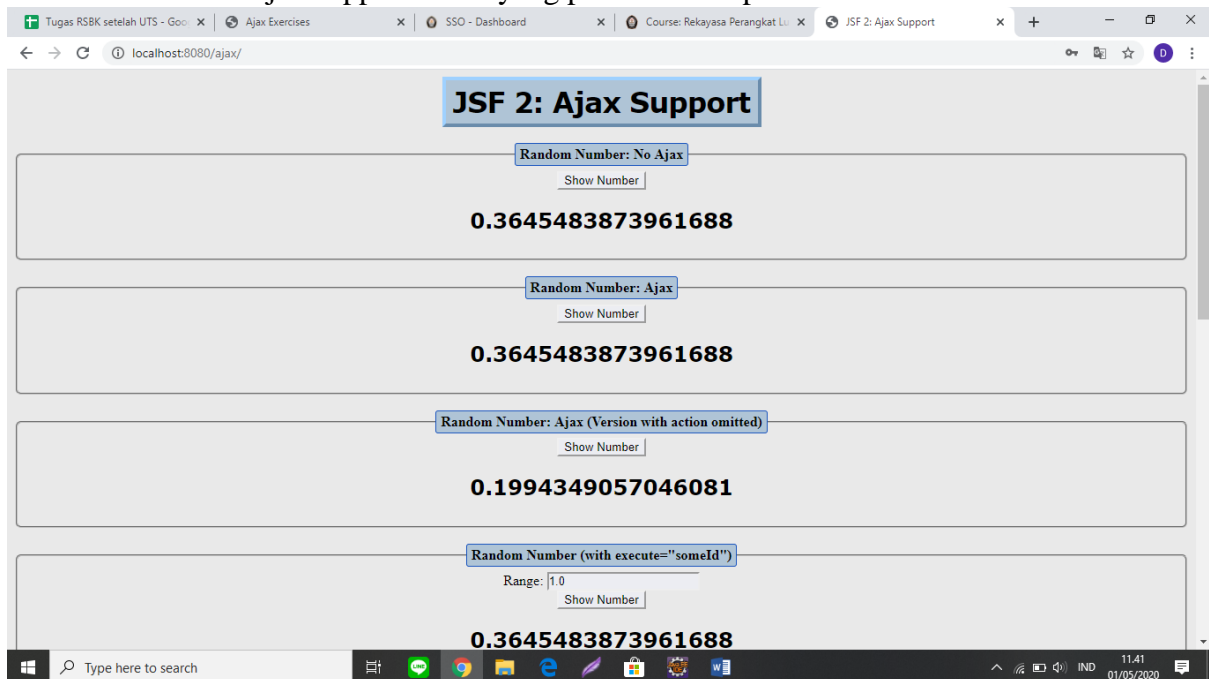 Tugas RSBK setelah UTS - Goo
Ajax Exercises
SSO - Dashboard
Course: Rekayasa Perangkat Lu
JSF 2: Ajax Support
localhost:8080/ajax/
D
JSF 2: Ajax Support
Random Number: No Ajax
Show Number
0.3645483873961688
Random Number: Ajax
Show Number
0.3645483873961688
Random Number: Ajax (Version with action omitted)
Show Number
0.1994349057046081
Random Number (with execute="someId")
Range: 1.0
Show Number
0.3645483873961688
Type here to search
IND
11.41
01/05/2020